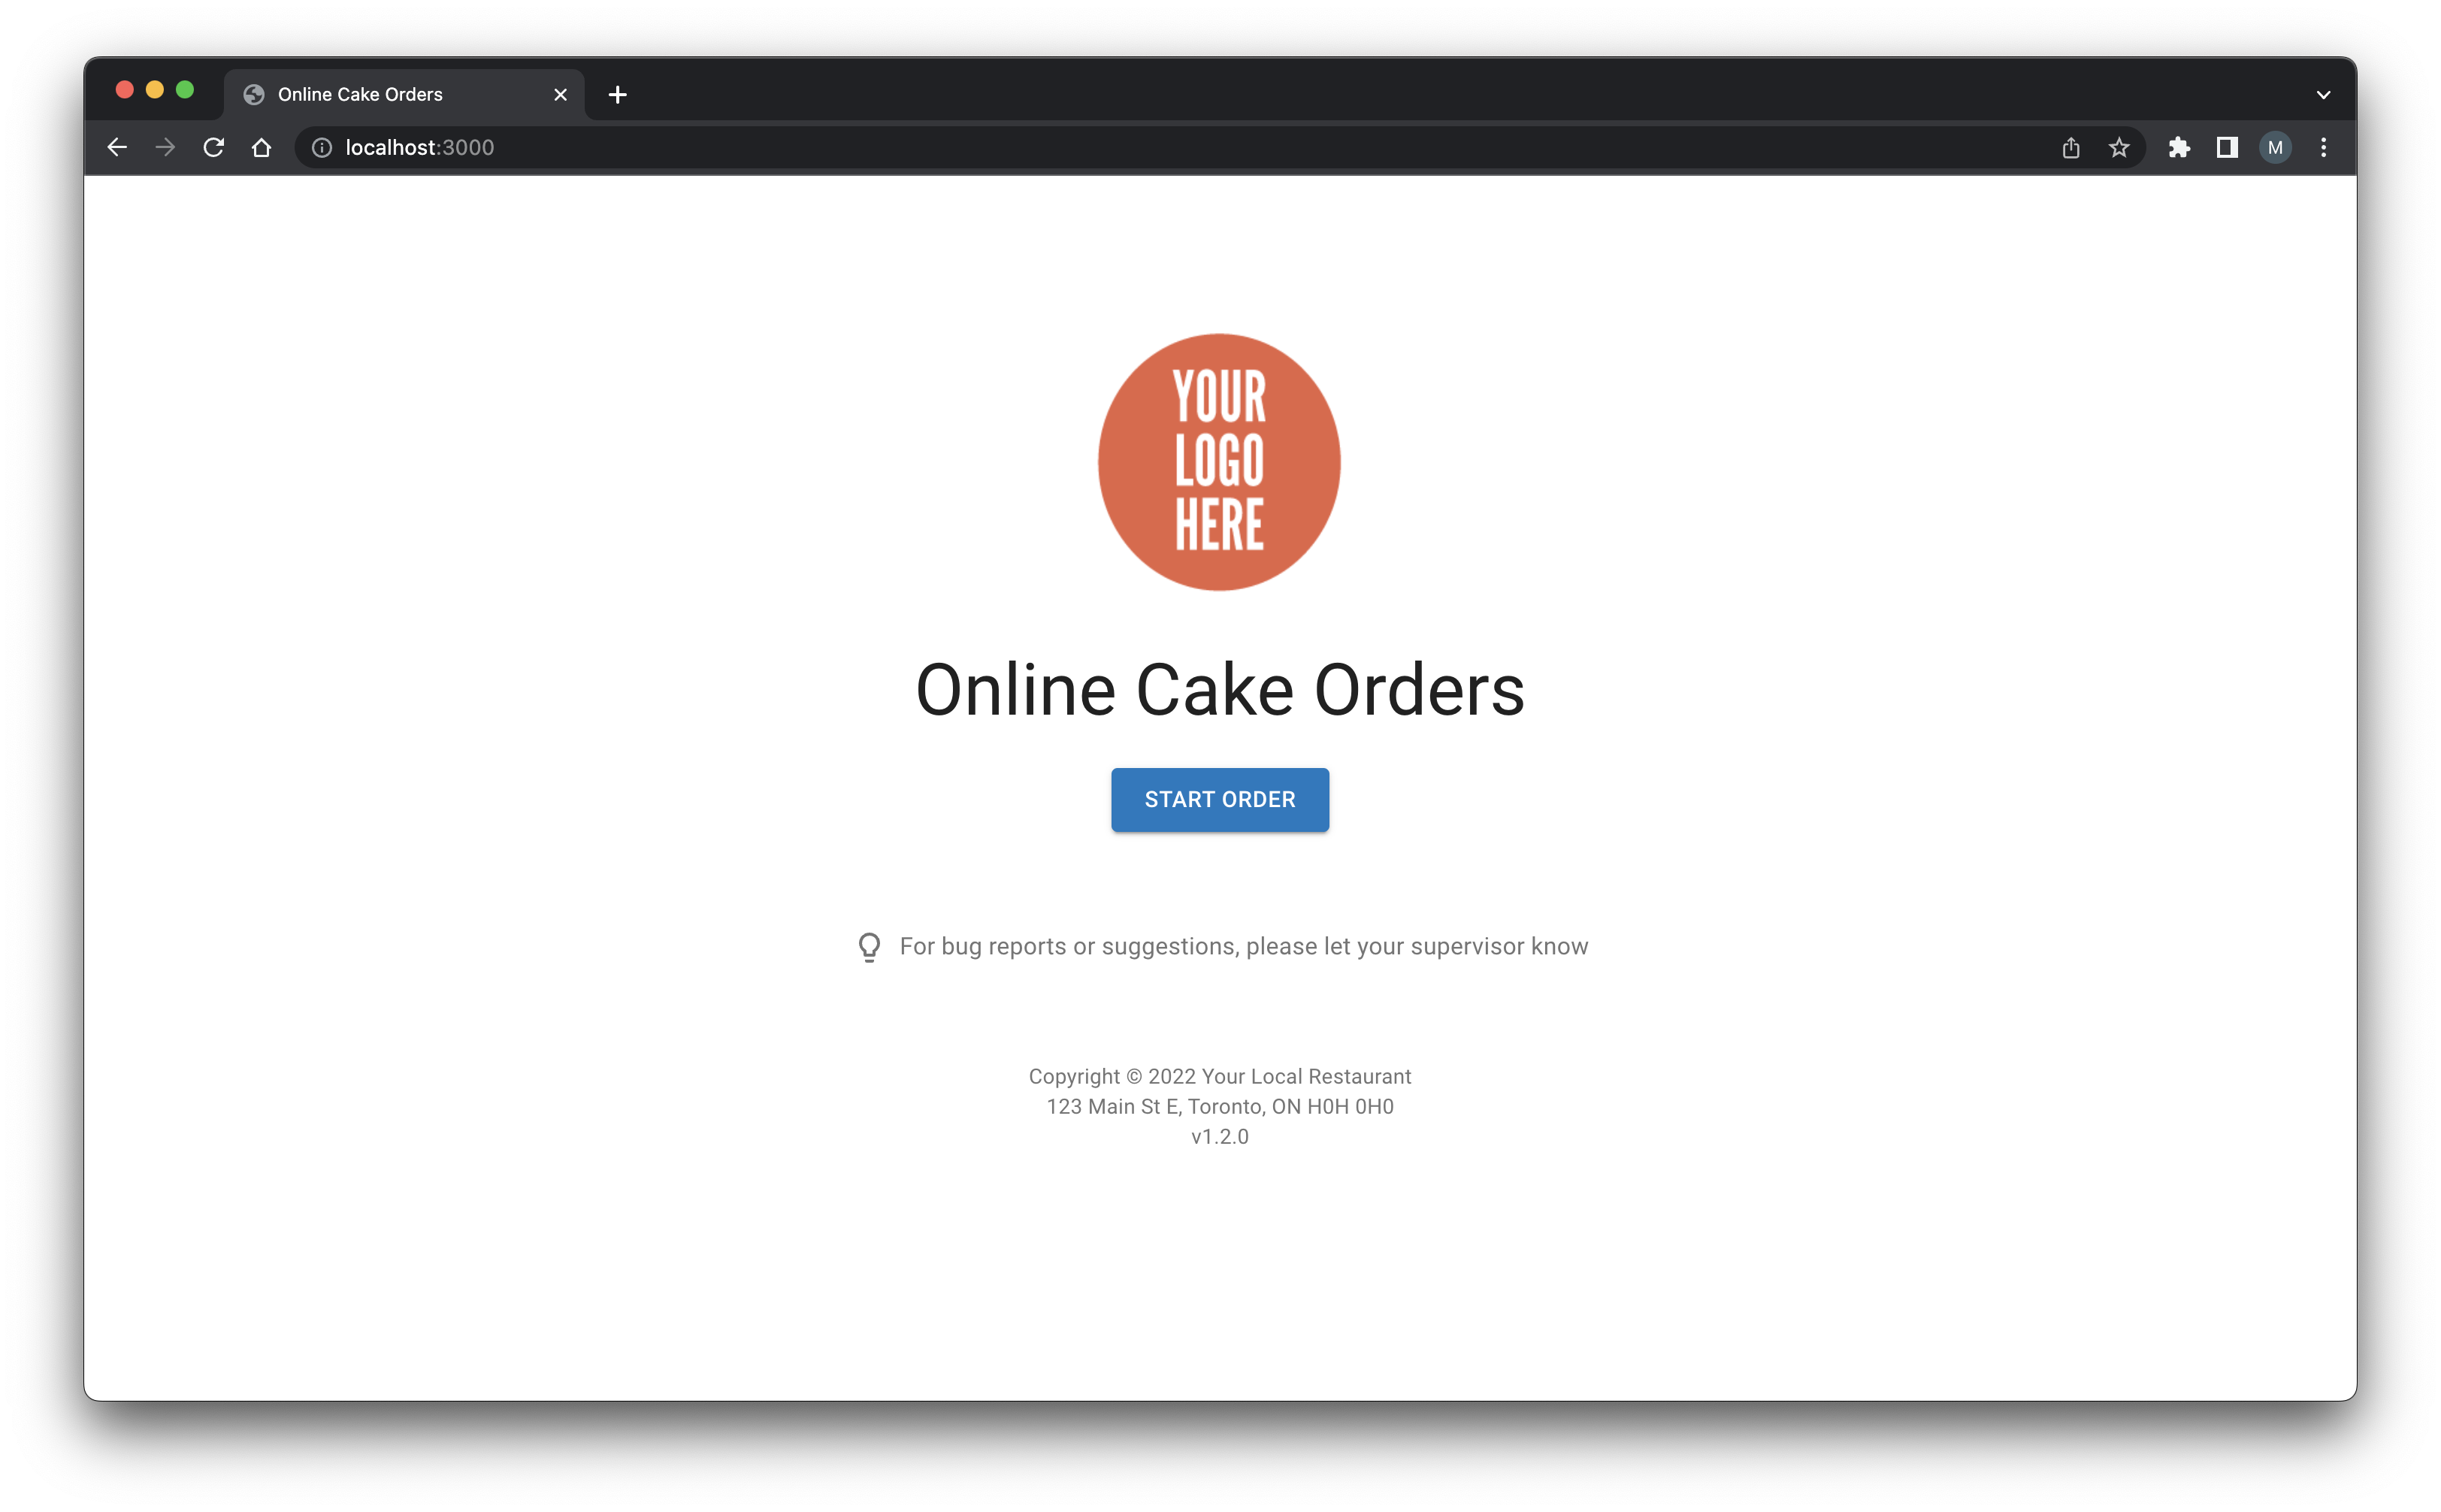 Online Cake Orders
localhost:3000
M
YOUR
LOGO
HERE
Online Cake Orders
START ORDER
For bug reports or suggestions, please let your supervisor know
Copyright © 2022 Your Local Restaurant
123 Main St E, Toronto, ON H0H 0H0
v1.2.0